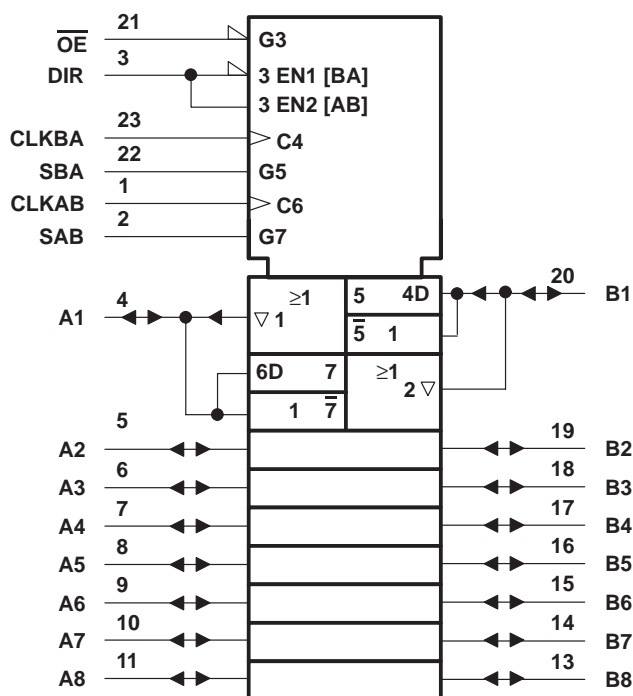 21
OE G3
3
DIR 3 EN1 [BA]
3 EN2 [AB]
23
CLKBA C4
22
SBA G5
1
CLKAB C6
2
SAB G7
4 ≥1 5 4D 20
A1 ▽ 1 B1
5̅ 1
6D 7 ≥1
2 ▽
1 7̅
5 19
A2 B2
6 18
A3 B3
7 17
A4 B4
8 16
A5 B5
9 15
A6 B6
10 14
A7 B7
11 13
A8 B8